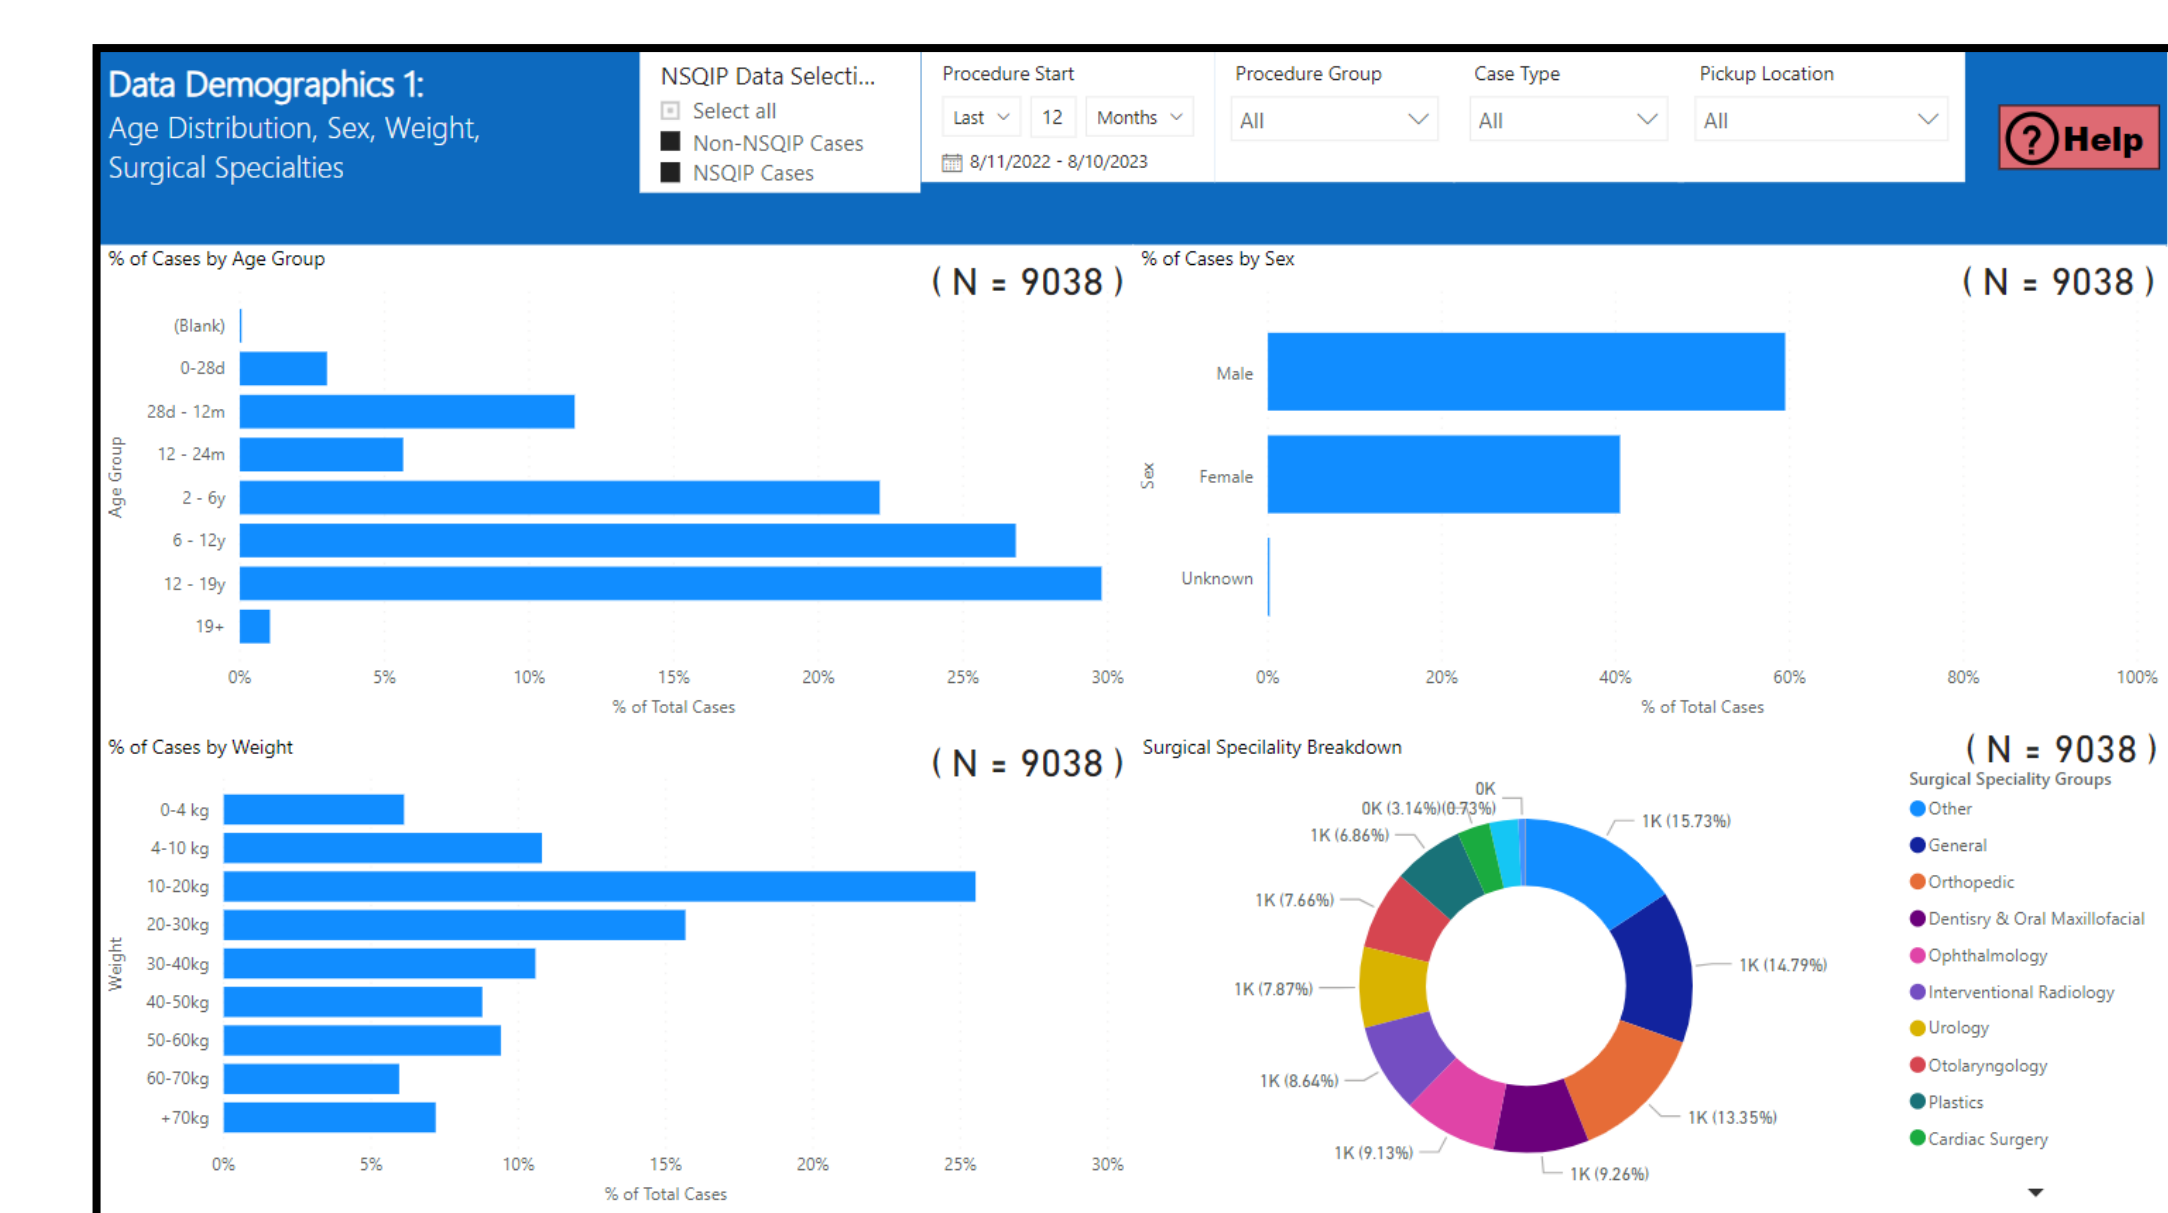 Data Demographics 1:
Age Distribution, Sex, Weight,
Surgical Specialties
NSQIP Data Selecti...
Select all
Non-NSQIP Cases
NSQIP Cases
Procedure Start
Last 12 Months
8/11/2022 - 8/10/2023
Procedure Group
All
Case Type
All
Pickup Location
All
? Help
% of Cases by Age Group
( N = 9038 )
Age Group
(Blank)
0-28d
28d - 12m
12 - 24m
2 - 6y
6 - 12y
12 - 19y
19+
0% 5% 10% 15% 20% 25% 30%
% of Total Cases
% of Cases by Sex
( N = 9038 )
Sex
Male
Female
Unknown
0% 20% 40% 60% 80% 100%
% of Total Cases
% of Cases by Weight
( N = 9038 )
Weight
0-4 kg
4-10 kg
10-20kg
20-30kg
30-40kg
40-50kg
50-60kg
60-70kg
+70kg
0% 5% 10% 15% 20% 25% 30%
% of Total Cases
Surgical Specilality Breakdown
( N = 9038 )
0K
(0.73%)
0K (3.14%)
1K (6.86%)
1K (7.66%)
1K (7.87%)
1K (8.64%)
1K (9.13%)
1K (9.26%)
1K (13.35%)
1K (14.79%)
1K (15.73%)
Surgical Speciality Groups
Other
General
Orthopedic
Dentisry & Oral Maxillofacial
Ophthalmology
Interventional Radiology
Urology
Otolaryngology
Plastics
Cardiac Surgery